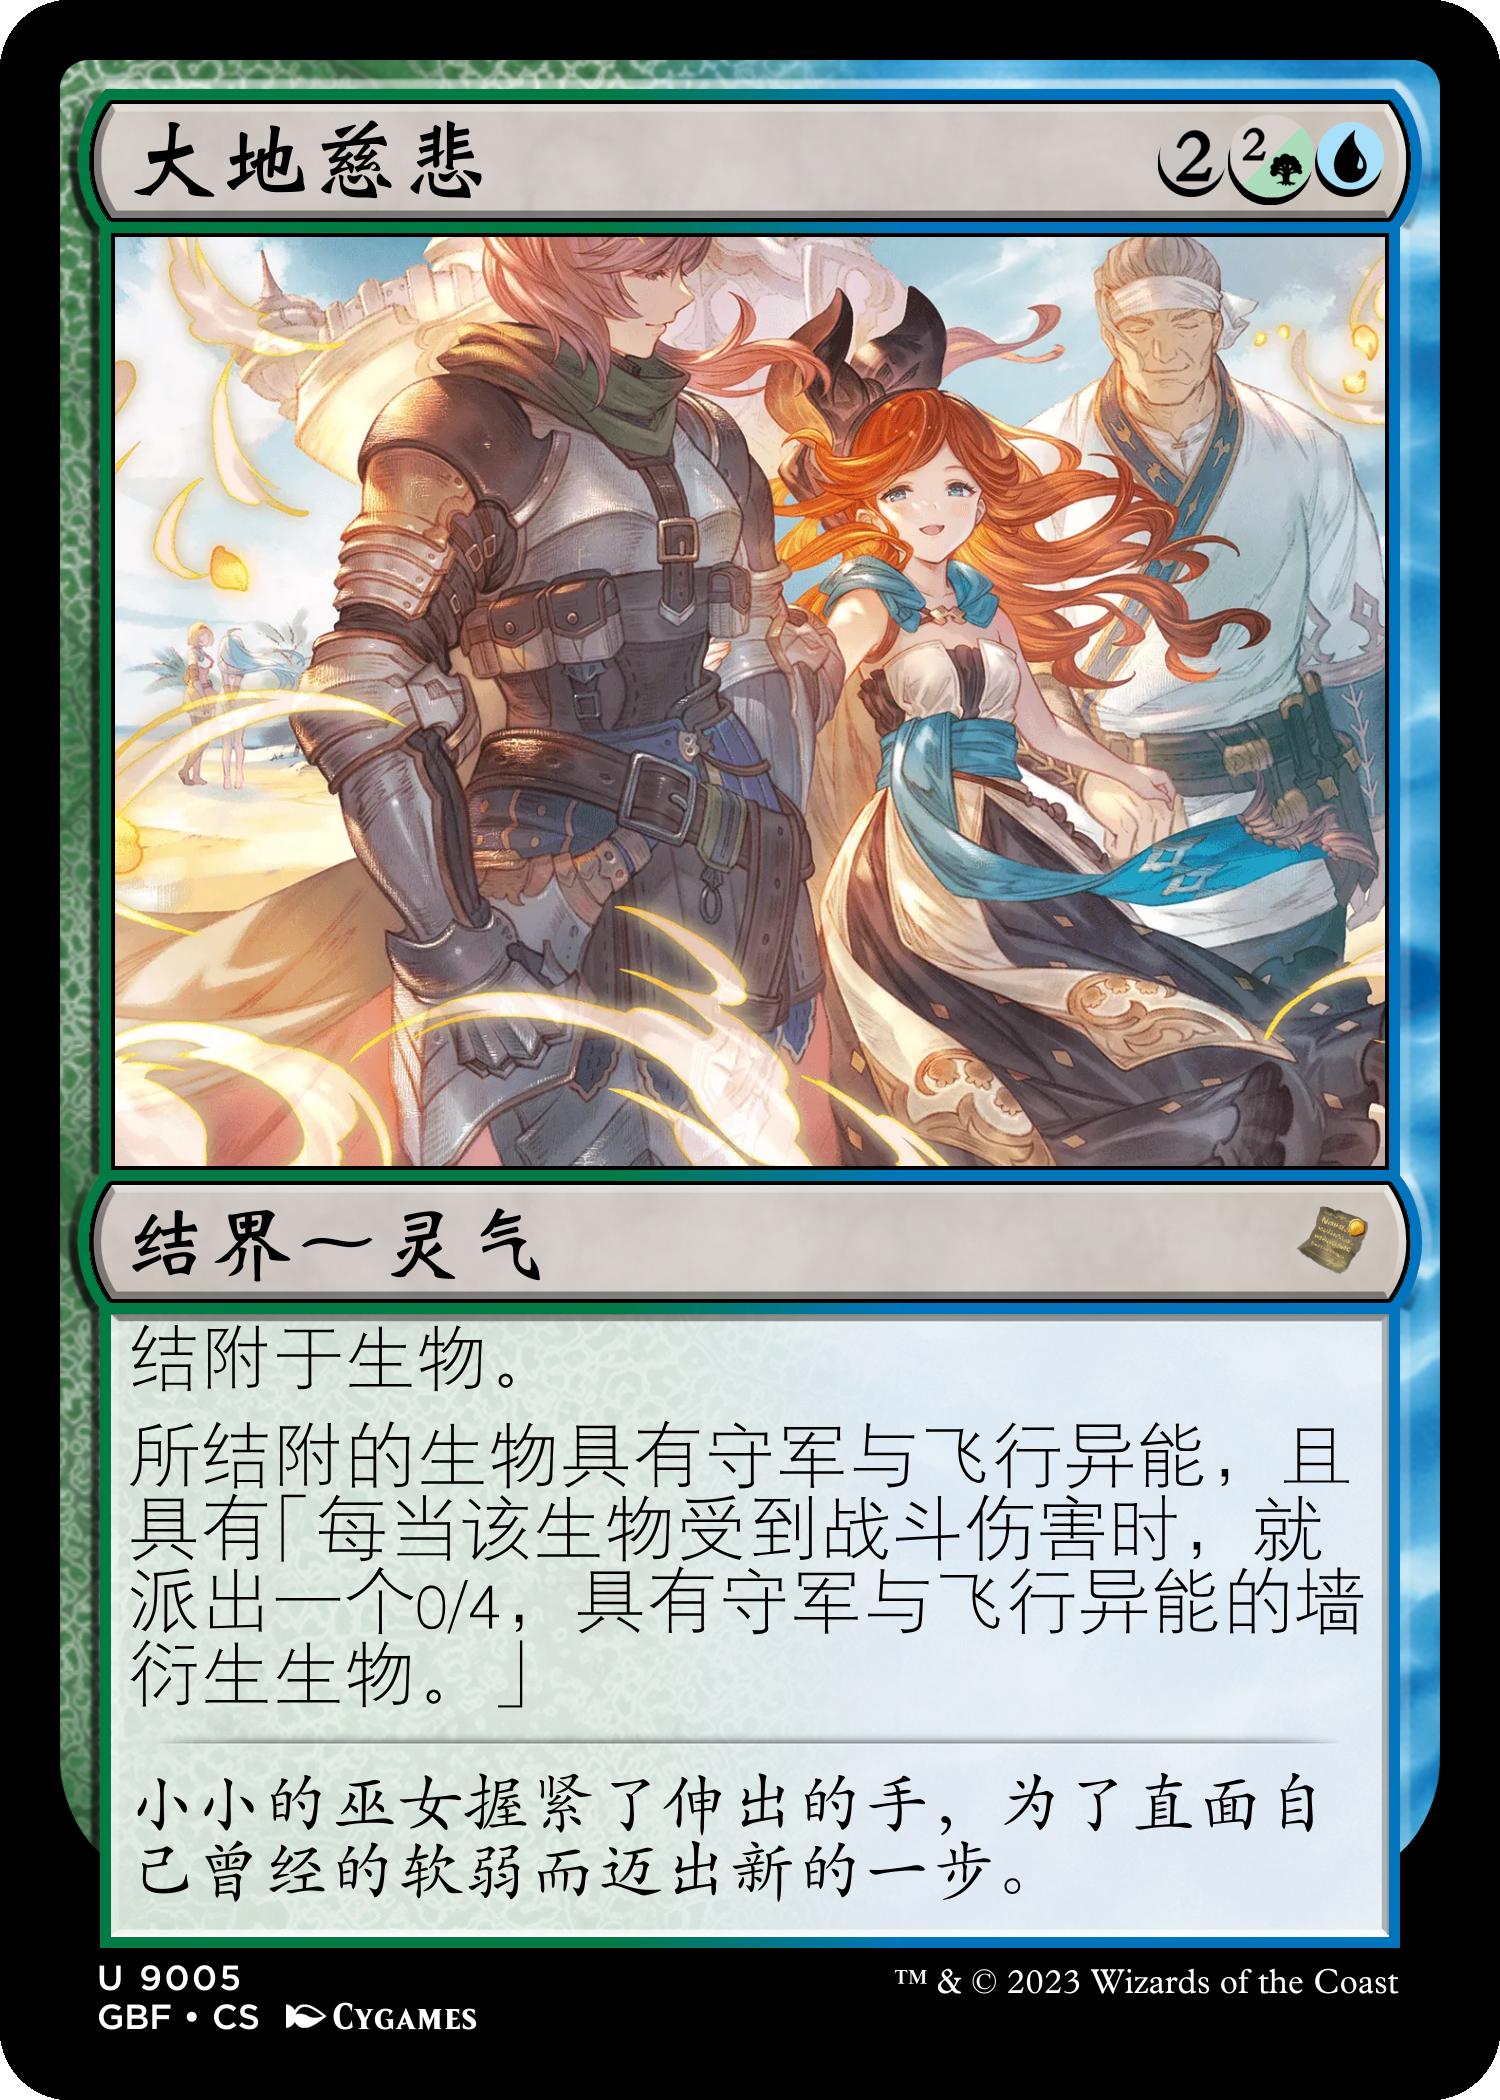 大地慈悲
2 2
结界～灵气
结附于生物。
所结附的生物具有守军与飞行异能，且
具有「每当该生物受到战斗伤害时，就
派出一个0/4，具有守军与飞行异能的墙
衍生生物。」
小小的巫女握紧了伸出的手，为了直面自
己曾经的软弱而迈出新的一步。
U 9005
GBF • CS CYGAMES
™ & © 2023 Wizards of the Coast